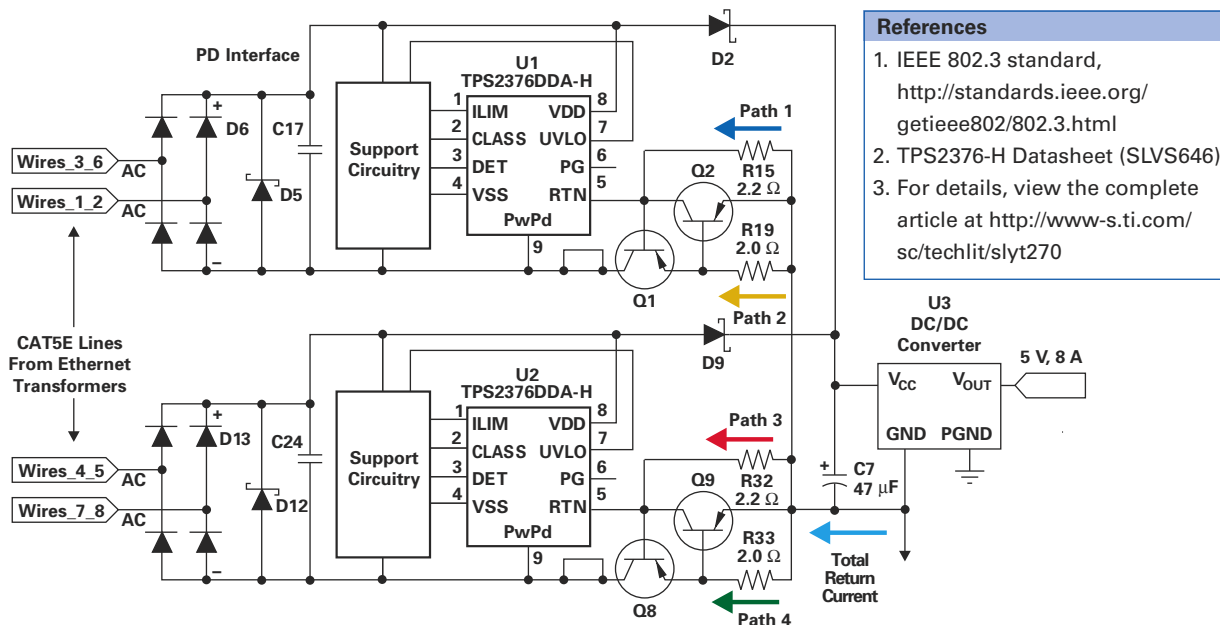 PD Interface
U1
TPS2376DDA-H
D2
References
1. IEEE 802.3 standard,
http://standards.ieee.org/
getieee802/802.3.html
2. TPS2376-H Datasheet (SLVS646)
3. For details, view the complete
article at http://www-s.ti.com/
sc/techlit/slyt270
+
D6
C17
D5
−
Wires_3_6
AC
Wires_1_2
AC
Support
Circuitry
1
2
3
4
ILIM
CLASS
DET
VSS
VDD
UVLO
PG
RTN
PwPd
8
7
6
5
9
Path 1
R15
2.2 Ω
Q2
R19
2.0 Ω
Q1
Path 2
CAT5E Lines
From Ethernet
Transformers
U2
TPS2376DDA-H
D9
U3
DC/DC
Converter
5 V, 8 A
VCC
VOUT
GND
PGND
+
D13
C24
D12
−
Wires_4_5
AC
Wires_7_8
AC
Support
Circuitry
1
2
3
4
ILIM
CLASS
DET
VSS
VDD
UVLO
PG
RTN
PwPd
8
7
6
5
9
Path 3
R32
2.2 Ω
Q9
R33
2.0 Ω
Q8
Path 4
+
C7
47 μF
Total
Return
Current